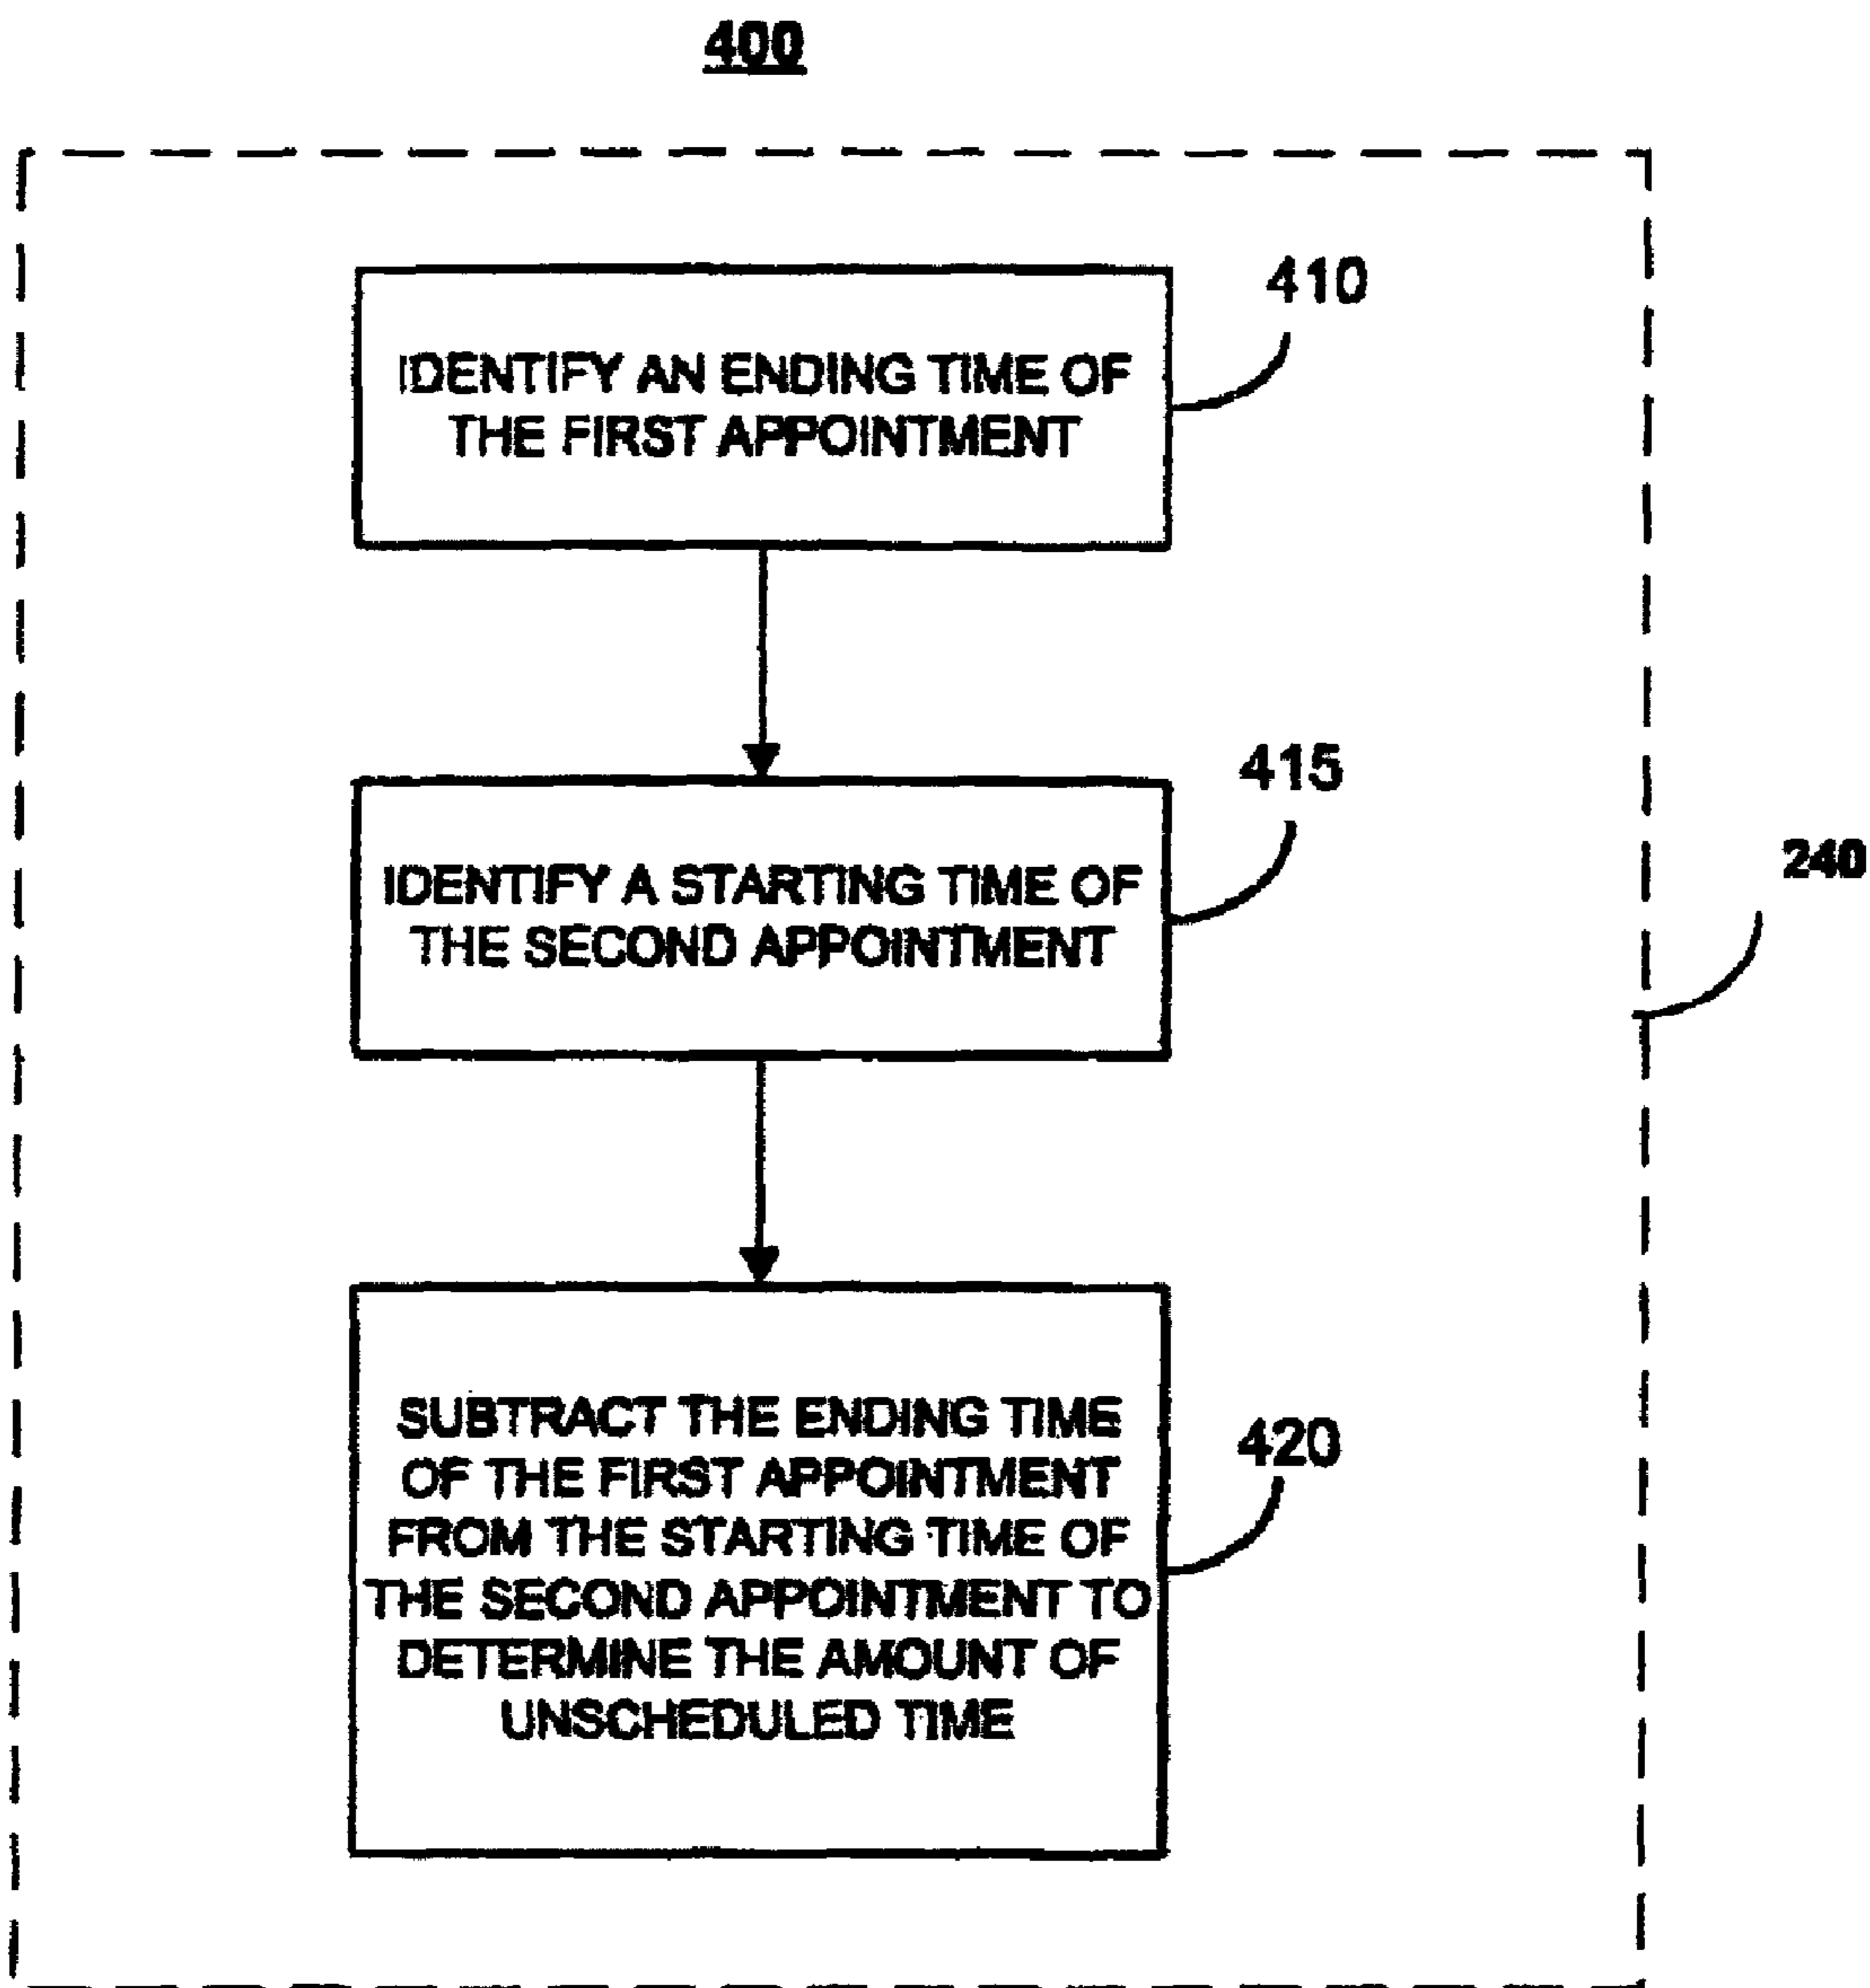 400
410
IDENTIFY AN ENDING TIME OF
THE FIRST APPOINTMENT
415
240
IDENTIFY A STARTING TIME OF
THE SECOND APPOINTMENT
420
SUBTRACT THE ENDING TIME
OF THE FIRST APPOINTMENT
FROM THE STARTING TIME OF
THE SECOND APPOINTMENT TO
DETERMINE THE AMOUNT OF
UNSCHEDULED TIME